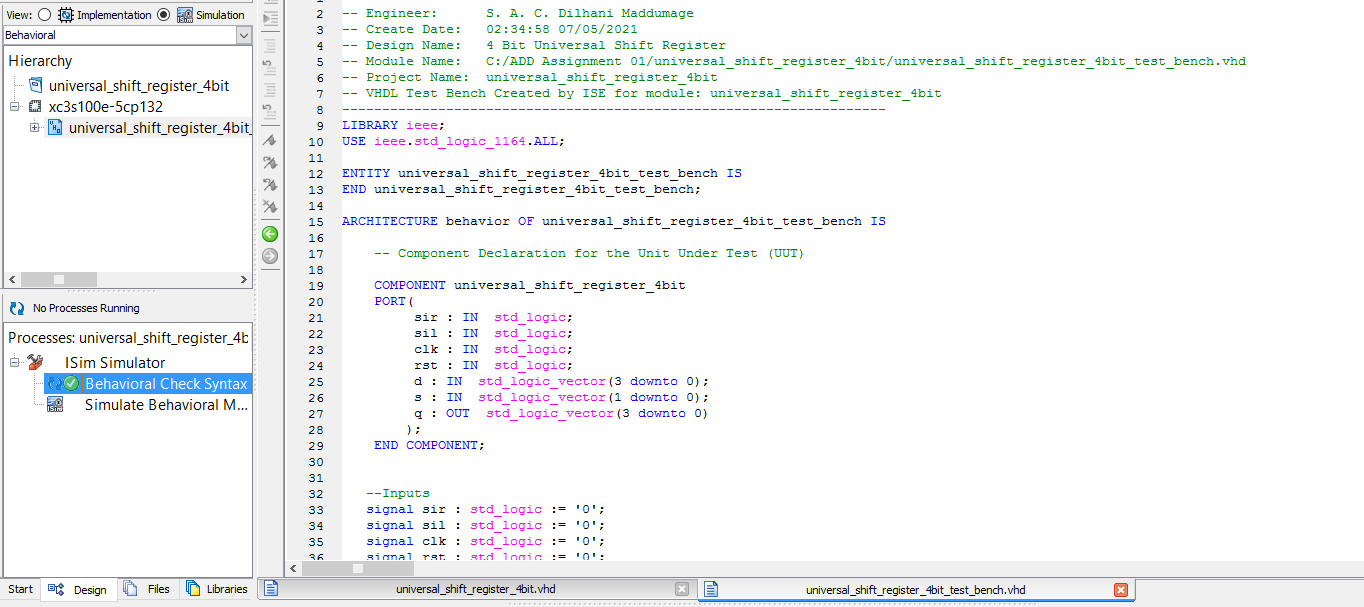 View: Implementation Simulation
Behavioral
Hierarchy
universal_shift_register_4bit
xc3s100e-5cp132
universal_shift_register_4bit_
No Processes Running
Processes: universal_shift_register_4b
ISim Simulator
Behavioral Check Syntax
Simulate Behavioral M...
Start Design Files Libraries
2 -- Engineer: S. A. C. Dilhani Maddumage
3 -- Create Date: 02:34:58 07/05/2021
4 -- Design Name: 4 Bit Universal Shift Register
5 -- Module Name: C:/ADD Assignment 01/universal_shift_register_4bit/universal_shift_register_4bit_test_bench.vhd
6 -- Project Name: universal_shift_register_4bit
7 -- VHDL Test Bench Created by ISE for module: universal_shift_register_4bit
8 --------------------------------------------------------------------
9 LIBRARY ieee;
10 USE ieee.std_logic_1164.ALL;
11
12 ENTITY universal_shift_register_4bit_test_bench IS
13 END universal_shift_register_4bit_test_bench;
14
15 ARCHITECTURE behavior OF universal_shift_register_4bit_test_bench IS
16
17 -- Component Declaration for the Unit Under Test (UUT)
18
19 COMPONENT universal_shift_register_4bit
20 PORT(
21 sir : IN std_logic;
22 sil : IN std_logic;
23 clk : IN std_logic;
24 rst : IN std_logic;
25 d : IN std_logic_vector(3 downto 0);
26 s : IN std_logic_vector(1 downto 0);
27 q : OUT std_logic_vector(3 downto 0)
28 );
29 END COMPONENT;
30
31
32 --Inputs
33 signal sir : std_logic := '0';
34 signal sil : std_logic := '0';
35 signal clk : std_logic := '0';
36 signal rst : std_logic := '0';
universal_shift_register_4bit.vhd universal_shift_register_4bit_test_bench.vhd